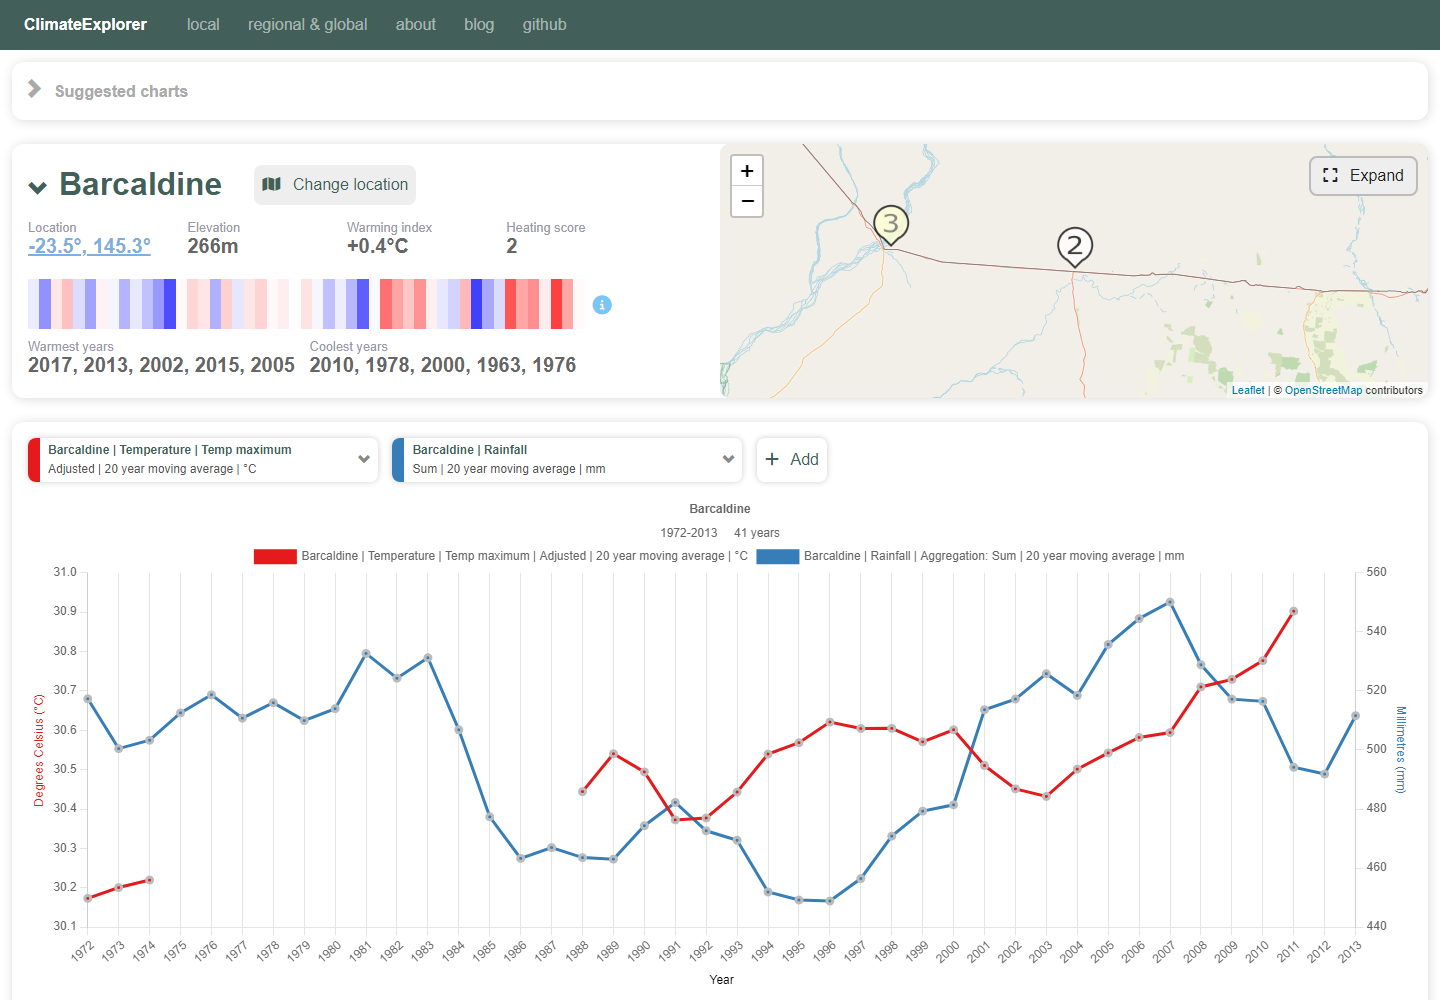 ClimateExplorer local regional & global about blog github
Suggested charts
Barcaldine Change location
Location Elevation Warming index Heating score
-23.5°, 145.3° 266m +0.4°C 2
Warmest years Coolest years
2017, 2013, 2002, 2015, 2005 2010, 1978, 2000, 1963, 1976
+
−
Expand
3
2
Leaflet | © OpenStreetMap contributors
Barcaldine | Temperature | Temp maximum
Adjusted | 20 year moving average | °C
Barcaldine | Rainfall
Sum | 20 year moving average | mm
+ Add
Barcaldine
1972-2013 41 years
Barcaldine | Temperature | Temp maximum | Adjusted | 20 year moving average | °C Barcaldine | Rainfall | Aggregation: Sum | 20 year moving average | mm
31.0 560
30.9 540
30.8
30.7 520
30.6
30.5 500
30.4 480
30.3
30.2 460
30.1 440
Degrees Celsius (°C)
Millimetres (mm)
1972 1973 1974 1975 1976 1977 1978 1979 1980 1981 1982 1983 1984 1985 1986 1987 1988 1989 1990 1991 1992 1993 1994 1995 1996 1997 1998 1999 2000 2001 2002 2003 2004 2005 2006 2007 2008 2009 2010 2011 2012 2013
Year